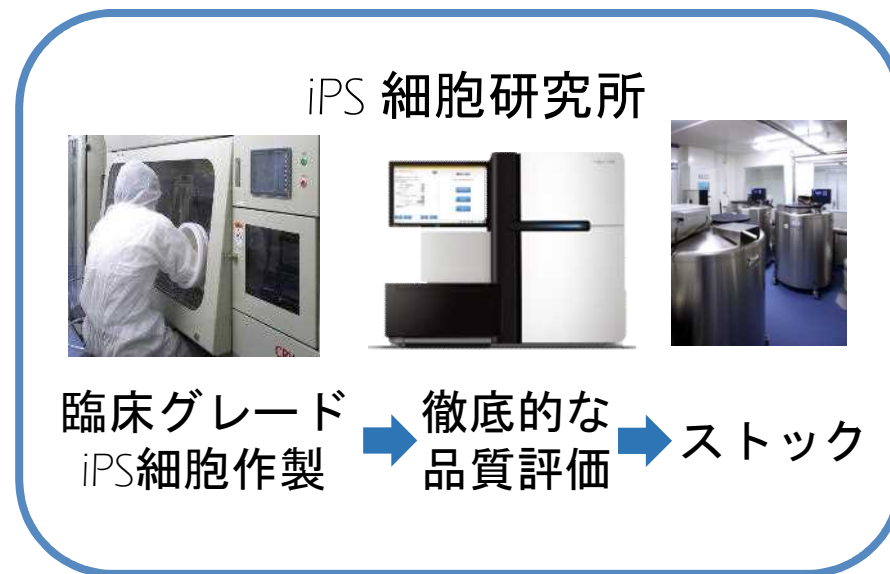 iPS 細胞研究所
臨床グレード
iPS細胞作製
徹底的な
品質評価
ストック